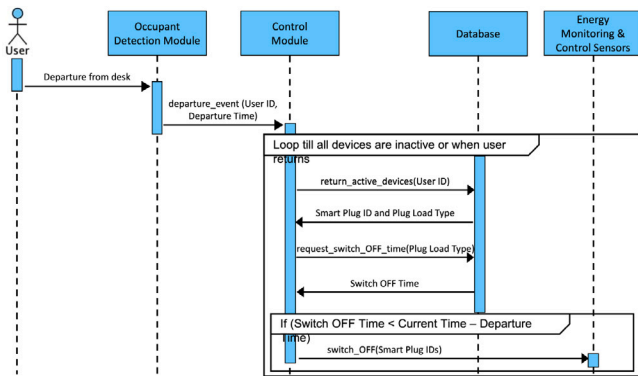 Occupant
Detection Module
Control
Module
Database
Energy
Monitoring &
Control Sensors
User
Departure from desk
departure_event (User ID,
Departure Time)
Loop till all devices are inactive or when user
returns
return_active_devices(User ID)
Smart Plug ID and Plug Load Type
request_switch_OFF_time(Plug Load Type)
Switch OFF Time
If (Switch OFF Time < Current Time – Departure
Time)
switch_OFF(Smart Plug IDs)